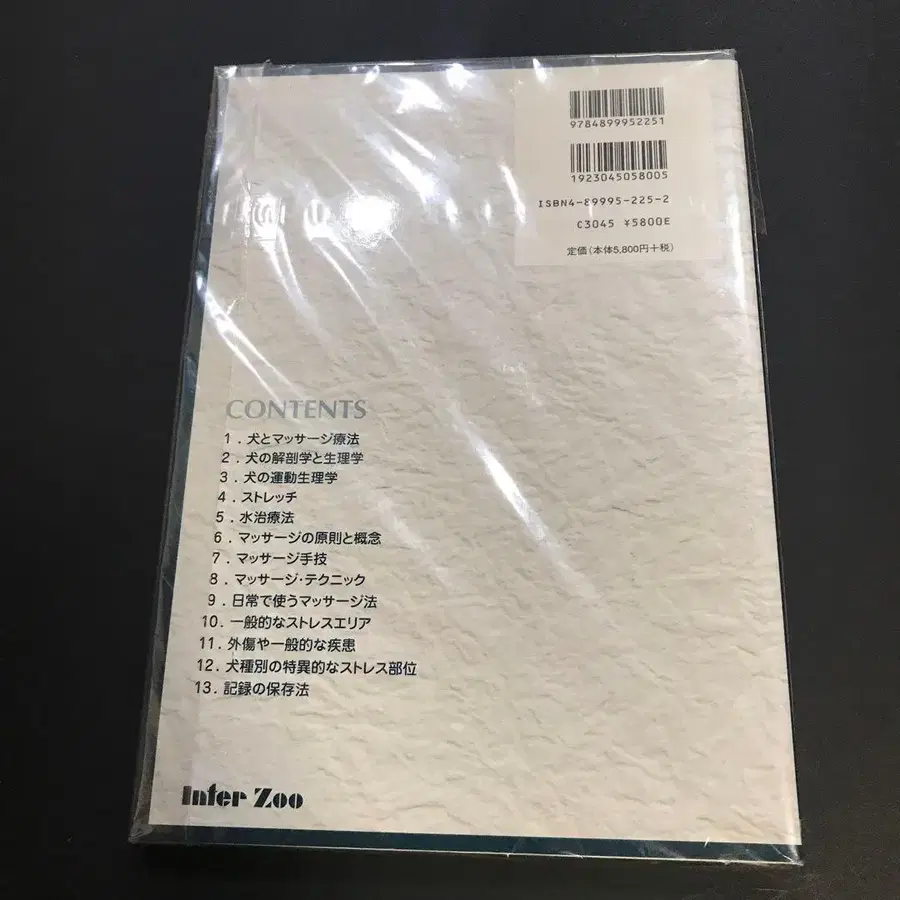 9784899952251
1923045058005
ISBN4-89995-225-2
C3045 ¥5800E
定価(本体5,800円+税)
CONTENTS
1．犬とマッサージ療法
2．犬の解剖学と生理学
3．犬の運動生理学
4．ストレッチ
5．水治療法
6．マッサージの原則と概念
7．マッサージ手技
8．マッサージ・テクニック
9．日常で使うマッサージ法
10．一般的なストレスエリア
11．外傷や一般的な疾患
12．犬種別の特異的なストレス部位
13．記録の保存法
Inter Zoo